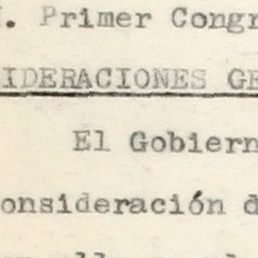 . Primer Congr
IDERACIONES GE
El Gobiern
onsideración d